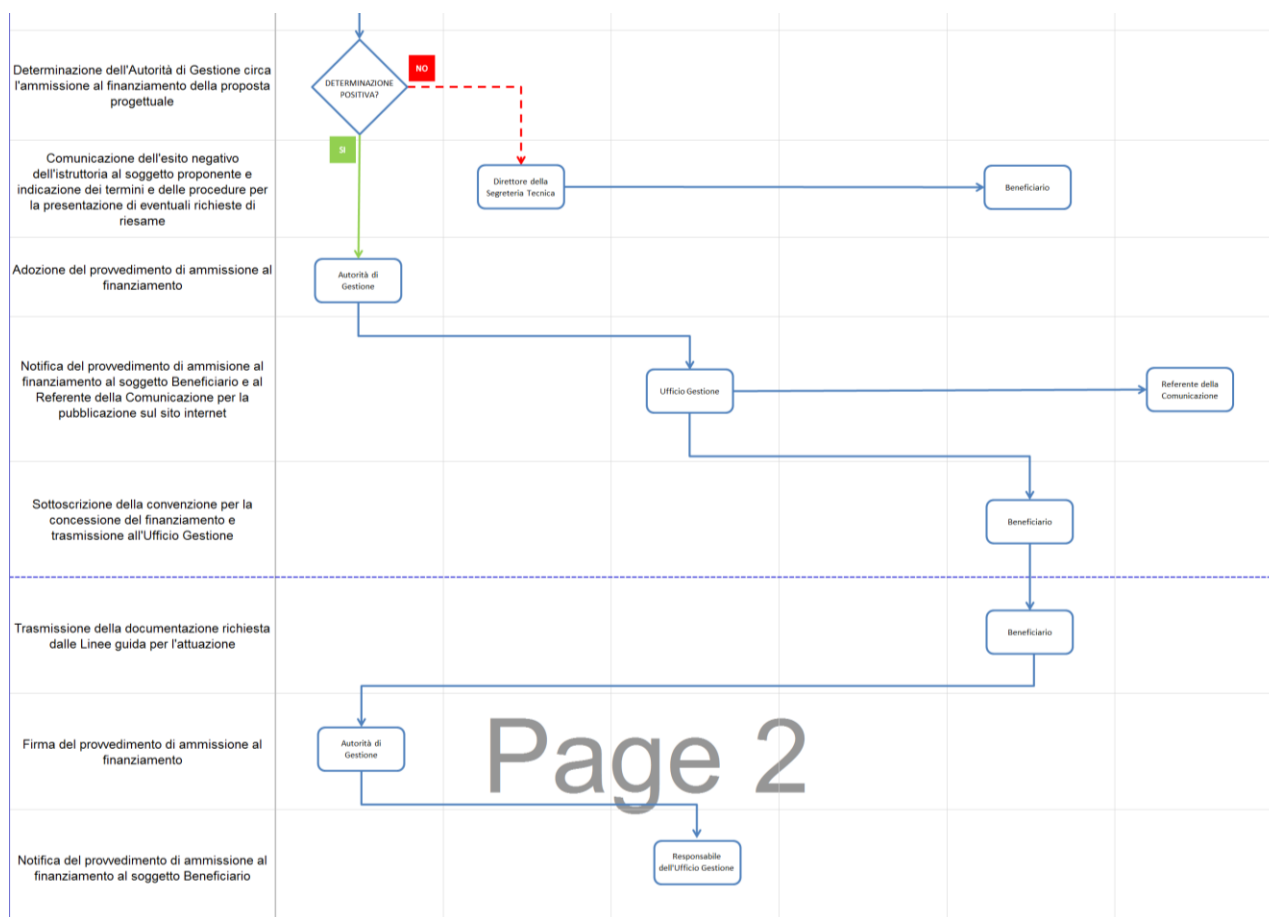 Determinazione dell'Autorità di Gestione circa
l'ammissione al finanziamento della proposta
progettuale
DETERMINAZIONE
POSITIVA?
NO
SI
Comunicazione dell'esito negativo
dell'istruttoria al soggetto proponente e
indicazione dei termini e delle procedure per
la presentazione di eventuali richieste di
riesame
Direttore della
Segreteria Tecnica
Beneficiario
Adozione del provvedimento di ammissione al
finanziamento
Autorità di
Gestione
Notifica del provvedimento di ammisione al
finanziamento al soggetto Beneficiario e al
Referente della Comunicazione per la
pubblicazione sul sito internet
Ufficio Gestione
Referente della
Comunicazione
Sottoscrizione della convenzione per la
concessione del finanziamento e
trasmissione all'Ufficio Gestione
Beneficiario
Trasmissione della documentazione richiesta
dalle Linee guida per l'attuazione
Beneficiario
Firma del provvedimento di ammissione al
finanziamento
Autorità di
Gestione
Page 2
Notifica del provvedimento di ammissione al
finanziamento al soggetto Beneficiario
Responsabile
dell'Ufficio Gestione